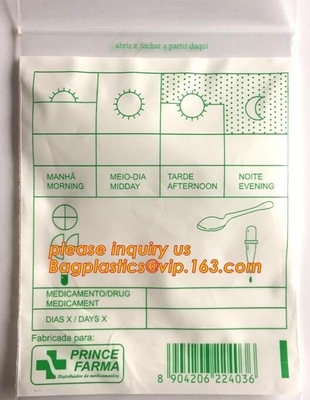 abrir e fechar a partir daqui
MANHÃ MEIO-DIA TARDE NOITE
MORNING MIDDAY AFTERNOON EVENING
please inquiry us
Bagplastics@vip.163.com
MEDICAMENTO/DRUG
MEDICAMENT
DIAS X / DAYS X
Fabricada para:
PRINCE
FARMA
Distribuidor de medicamentos
8 904206 224036